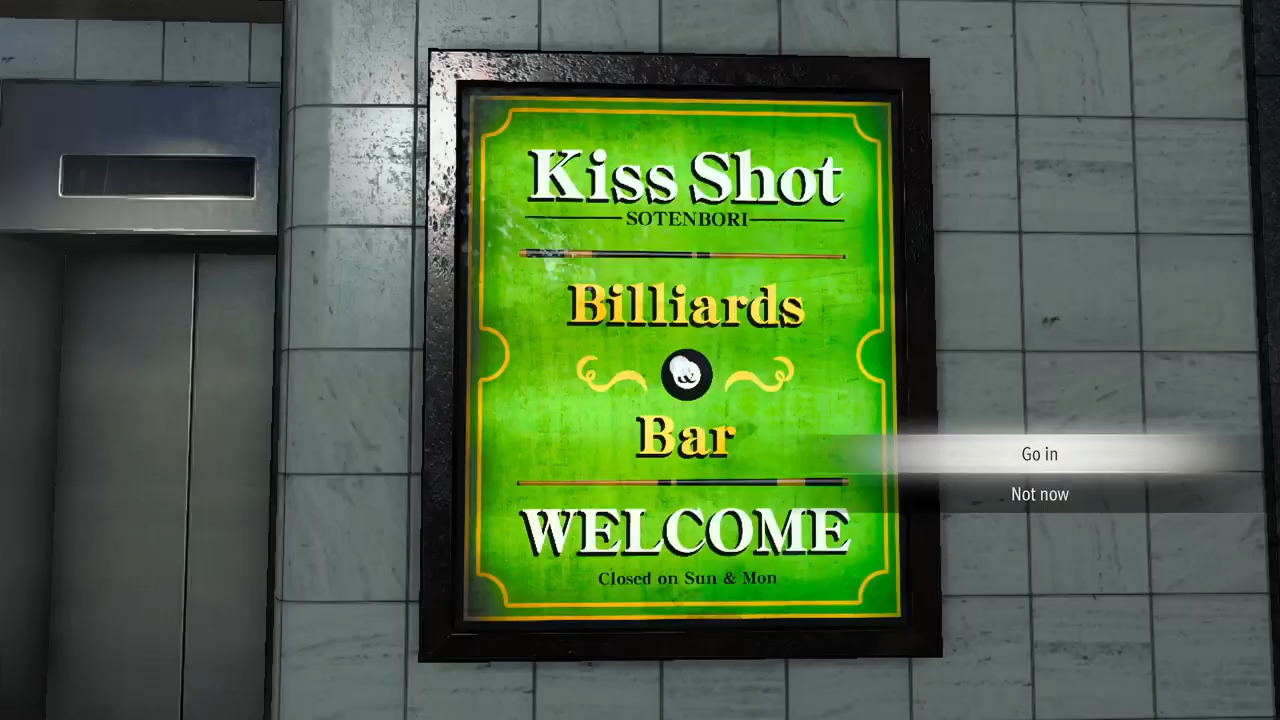 Kiss Shot
SOTENBORI
Billiards
Bar
WELCOME
Closed on Sun & Mon
Go in
Not now